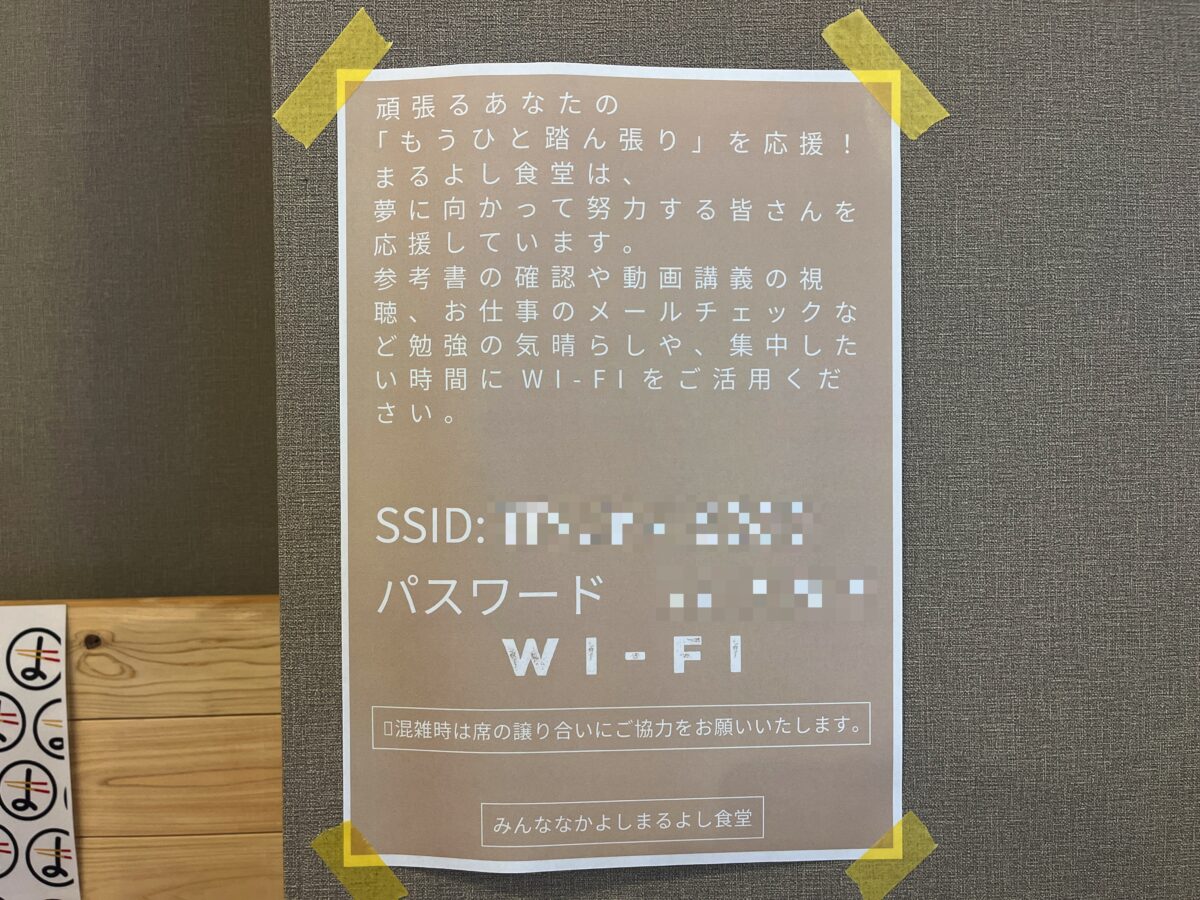 頑張るあなたの
「もうひと踏ん張り」を応援！
まるよし食堂は、
夢に向かって努力する皆さんを
応援しています。
参考書の確認や動画講義の視
聴、お仕事のメールチェックな
ど勉強の気晴らしや、集中した
い時間にWI-FIをご活用くだ
さい。
SSID:
パスワード
WI-FI
混雑時は席の譲り合いにご協力をお願いいたします。
みんななかよしまるよし食堂